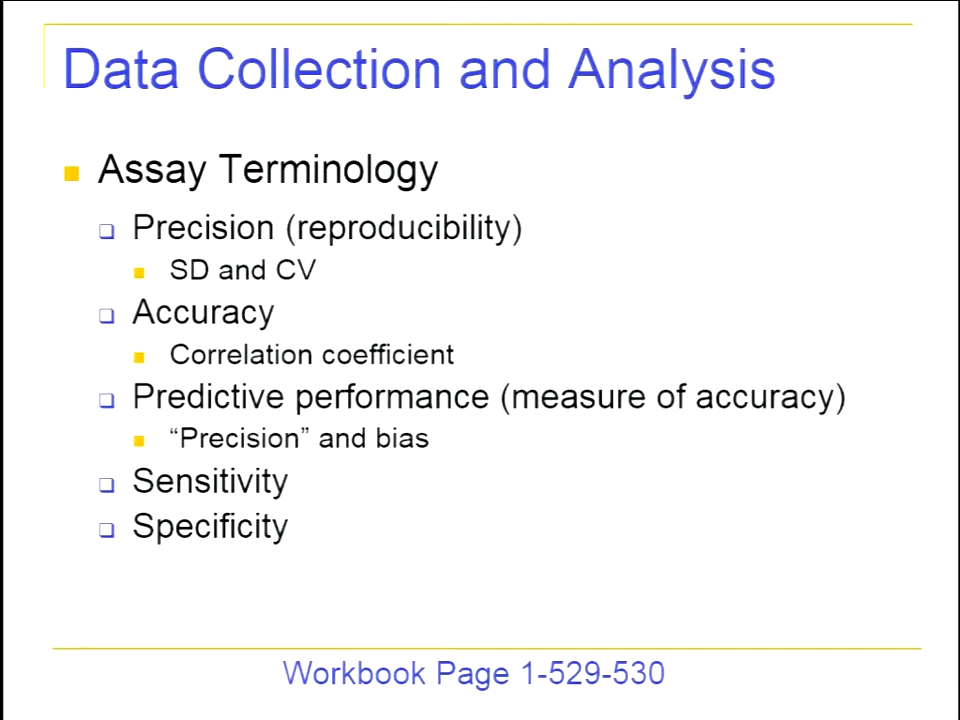 Data Collection and Analysis
Assay Terminology
Precision (reproducibility)
SD and CV
Accuracy
Correlation coefficient
Predictive performance (measure of accuracy)
“Precision” and bias
Sensitivity
Specificity
Workbook Page 1-529-530